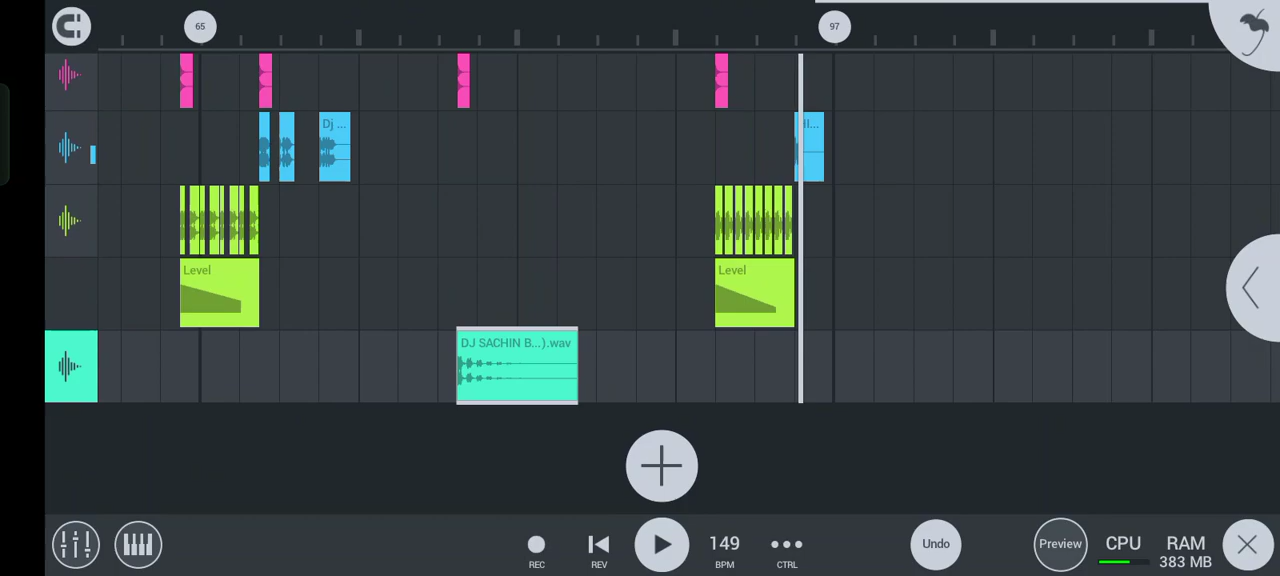 65
97
Dj ...
Level
Level
DJ SACHIN B...).wav
REC
REV
149
BPM
CTRL
Undo
Preview
CPU
RAM
383 MB